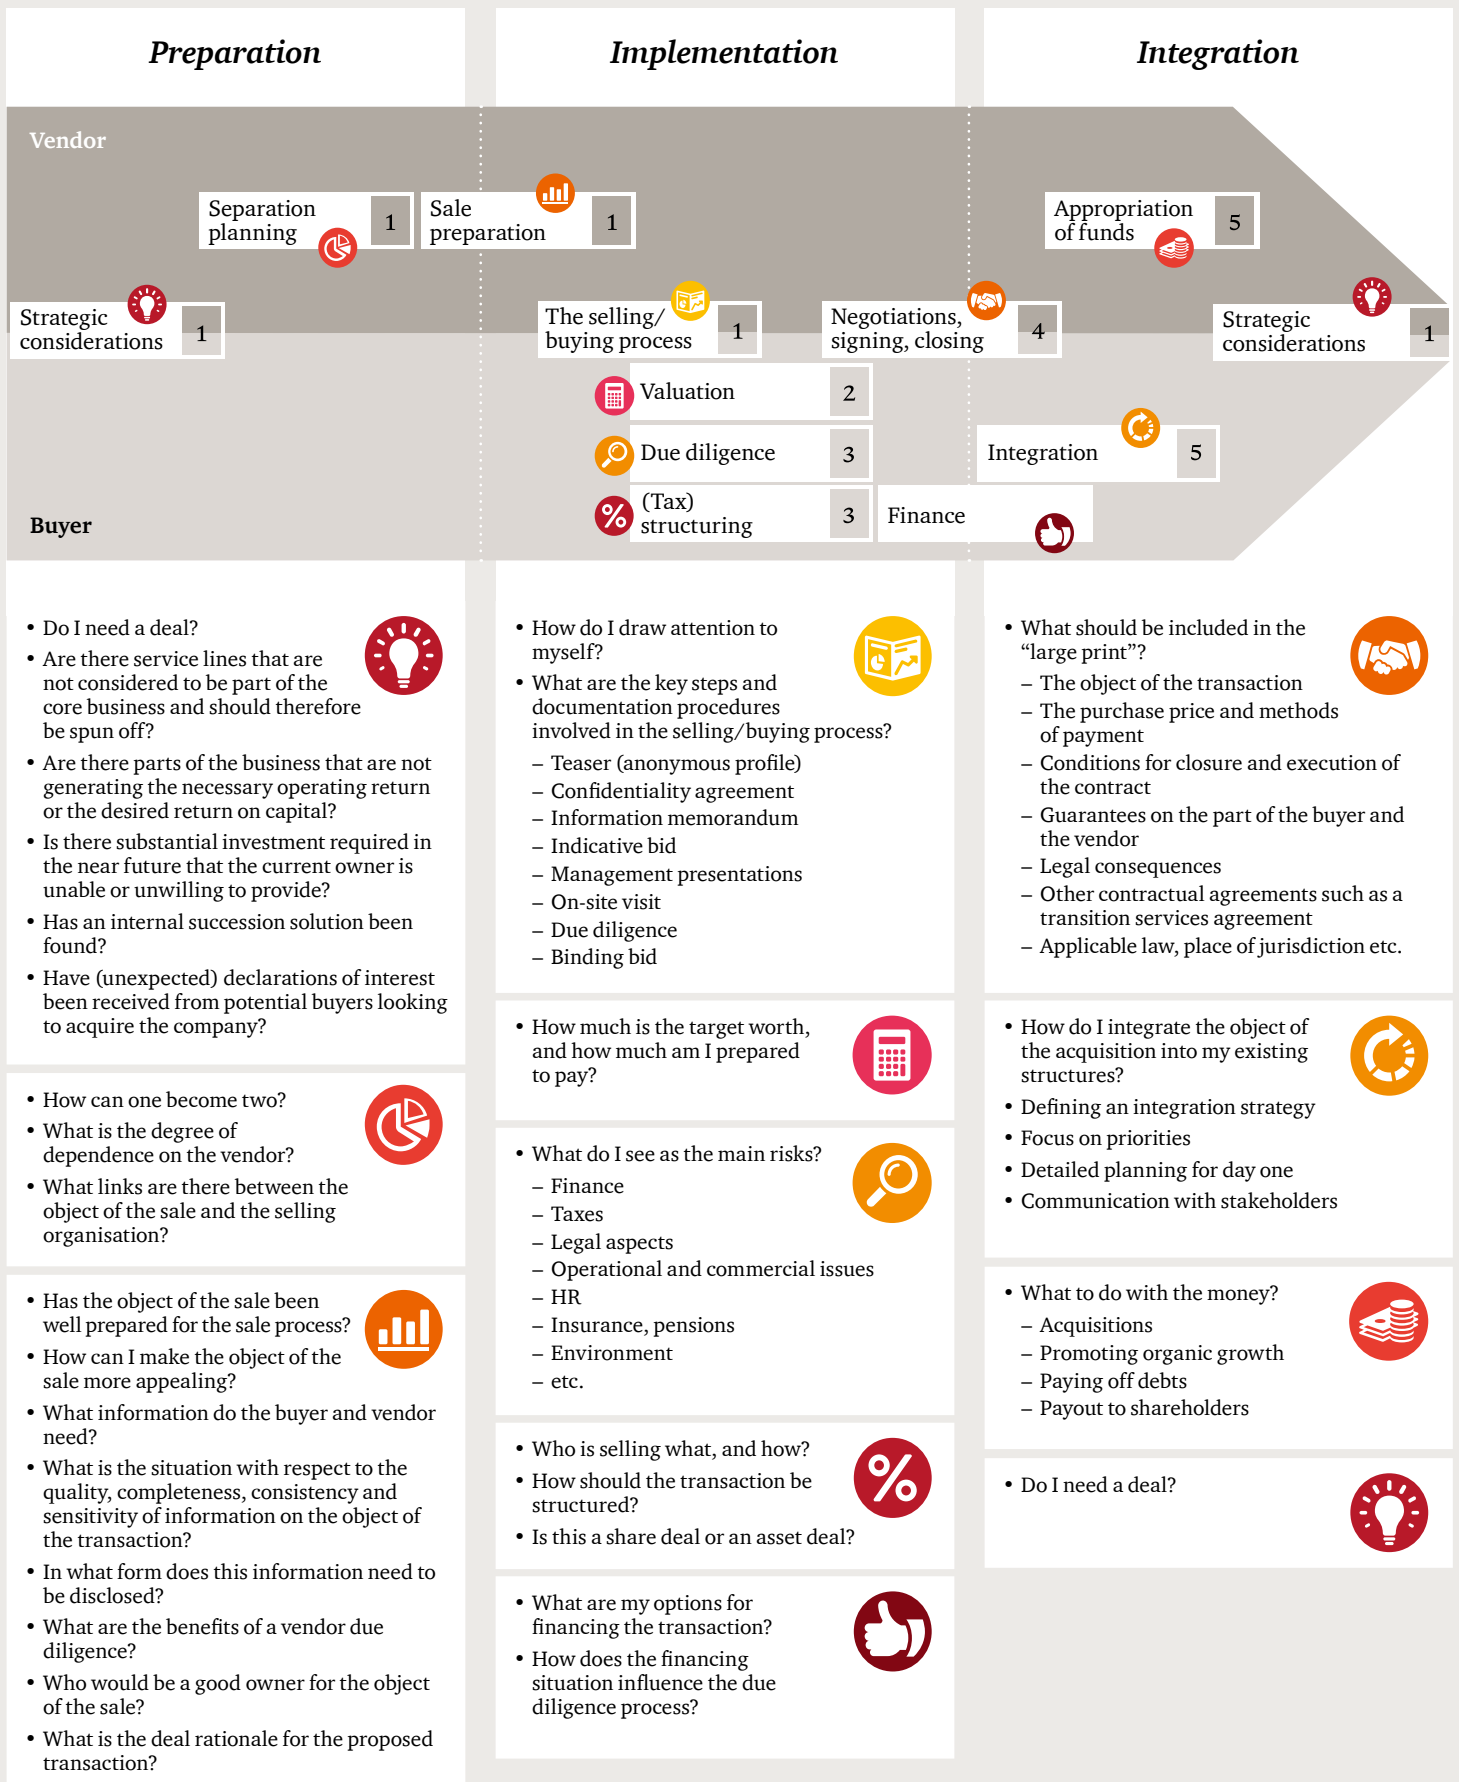 Preparation
Implementation
Integration
Vendor
Separation
planning
1
Sale
preparation
1
Appropriation
of funds
5
Strategic
considerations
1
The selling/
buying process
1
Negotiations,
signing, closing
4
Strategic
considerations
1
Valuation
2
Due diligence
3
Integration
5
(Tax)
structuring
3
Finance
Buyer
• Do I need a deal?
• Are there service lines that are
not considered to be part of the
core business and should therefore
be spun off?
• Are there parts of the business that are not
generating the necessary operating return
or the desired return on capital?
• Is there substantial investment required in
the near future that the current owner is
unable or unwilling to provide?
• Has an internal succession solution been
found?
• Have (unexpected) declarations of interest
been received from potential buyers looking
to acquire the company?
• How can one become two?
• What is the degree of
dependence on the vendor?
• What links are there between the
object of the sale and the selling
organisation?
• Has the object of the sale been
well prepared for the sale process?
• How can I make the object of the
sale more appealing?
• What information do the buyer and vendor
need?
• What is the situation with respect to the
quality, completeness, consistency and
sensitivity of information on the object of
the transaction?
• In what form does this information need to
be disclosed?
• What are the benefits of a vendor due
diligence?
• Who would be a good owner for the object
of the sale?
• What is the deal rationale for the proposed
transaction?
• How do I draw attention to
myself?
• What are the key steps and
documentation procedures
involved in the selling/buying process?
– Teaser (anonymous profile)
– Confidentiality agreement
– Information memorandum
– Indicative bid
– Management presentations
– On-site visit
– Due diligence
– Binding bid
• How much is the target worth,
and how much am I prepared
to pay?
• What do I see as the main risks?
– Finance
– Taxes
– Legal aspects
– Operational and commercial issues
– HR
– Insurance, pensions
– Environment
– etc.
• Who is selling what, and how?
• How should the transaction be
structured?
• Is this a share deal or an asset deal?
• What are my options for
financing the transaction?
• How does the financing
situation influence the due
diligence process?
• What should be included in the
“large print”?
– The object of the transaction
– The purchase price and methods
of payment
– Conditions for closure and execution of
the contract
– Guarantees on the part of the buyer and
the vendor
– Legal consequences
– Other contractual agreements such as a
transition services agreement
– Applicable law, place of jurisdiction etc.
• How do I integrate the object of
the acquisition into my existing
structures?
• Defining an integration strategy
• Focus on priorities
• Detailed planning for day one
• Communication with stakeholders
• What to do with the money?
– Acquisitions
– Promoting organic growth
– Paying off debts
– Payout to shareholders
• Do I need a deal?